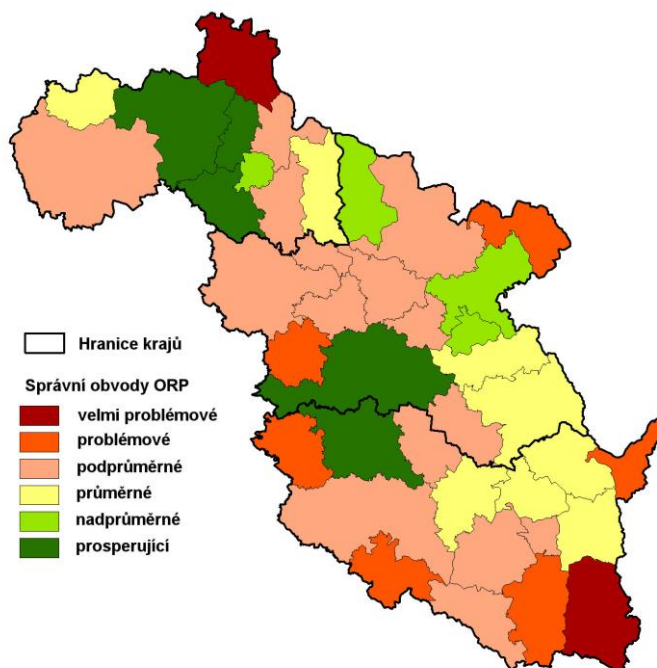 Hranice krajů
Správní obvody ORP
velmi problémové
problémové
podprůměrné
průměrné
nadprůměrné
prosperující